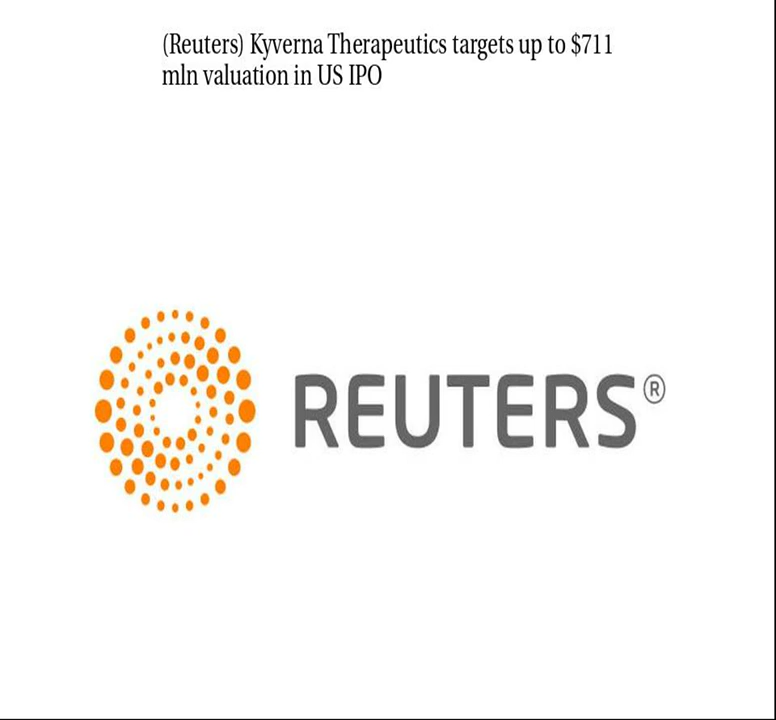 (Reuters) Kyverna Therapeutics targets up to $711
mln valuation in US IPO
REUTERS®